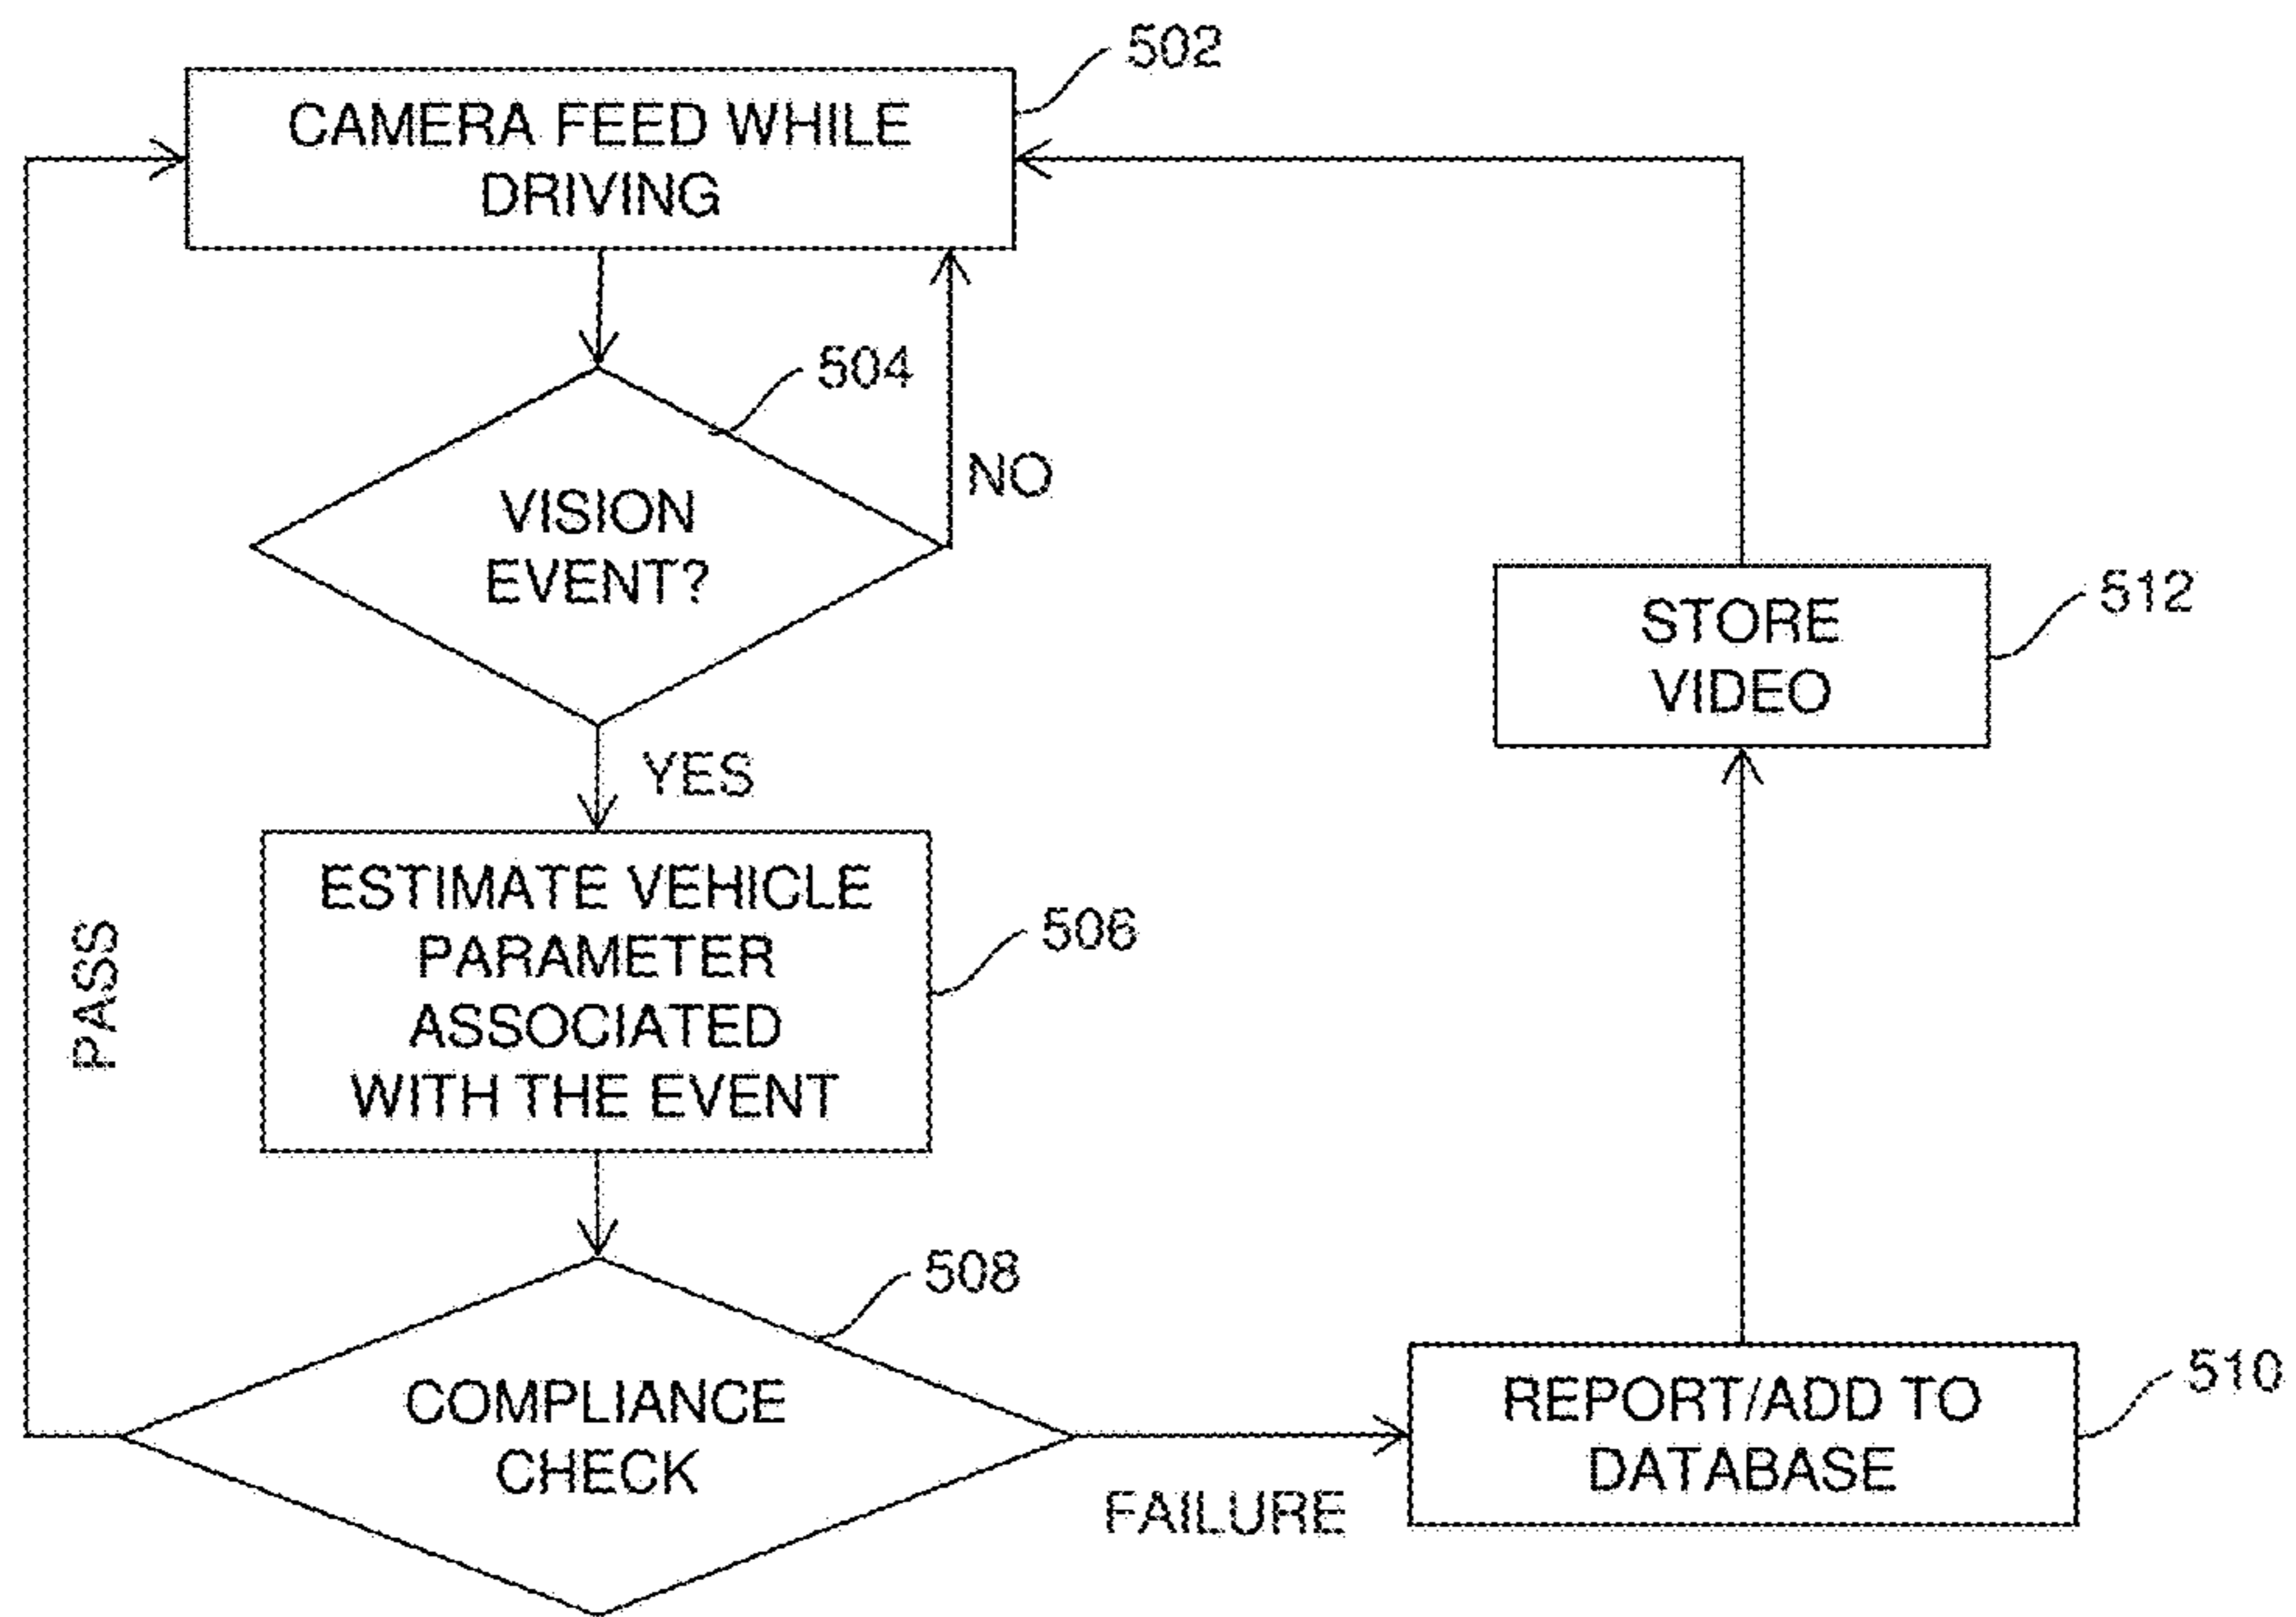 502
CAMERA FEED WHILE
DRIVING
504
NO
VISION
EVENT?
512
STORE
VIDEO
YES
ESTIMATE VEHICLE
PARAMETER
ASSOCIATED
WITH THE EVENT
506
PASS
508
COMPLIANCE
CHECK
FAILURE
510
REPORT/ADD TO
DATABASE